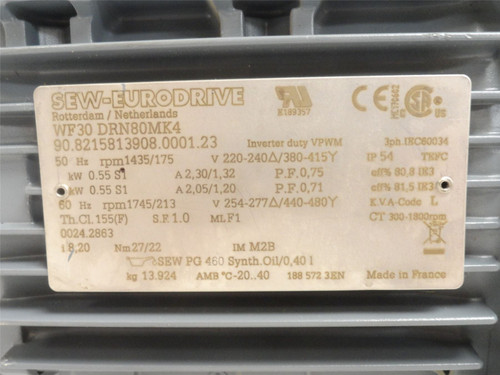 SEW-EURODRIVE
Rotterdam / Netherlands
WF30 DRN80MK4
90.8215813908.0001.23
Inverter duty VPWM
3ph IEC60034
50 Hz rpm 1435/175 V 220-240Δ/380-415Y IP 54 TEFC
kW 0.55 S1 A 2,30/1,32 P.F. 0,75 eff% 80,8 IE3
kW 0.55 S1 A 2,05/1,20 P.F. 0,71 eff% 81,5 IE3
60 Hz rpm 1745/213 V 254-277Δ/440-480Y K.V.A-Code L
Th.Cl. 155(F) S.F. 1.0 ML F1 CT 300-1800rpm
0024.2863
i 8,20 Nm 27/22 IM M2B
SEW PG 460 Synth.Oil/0,40 l
kg 13.924 AMB °C -20..40 188 572 3EN Made in France